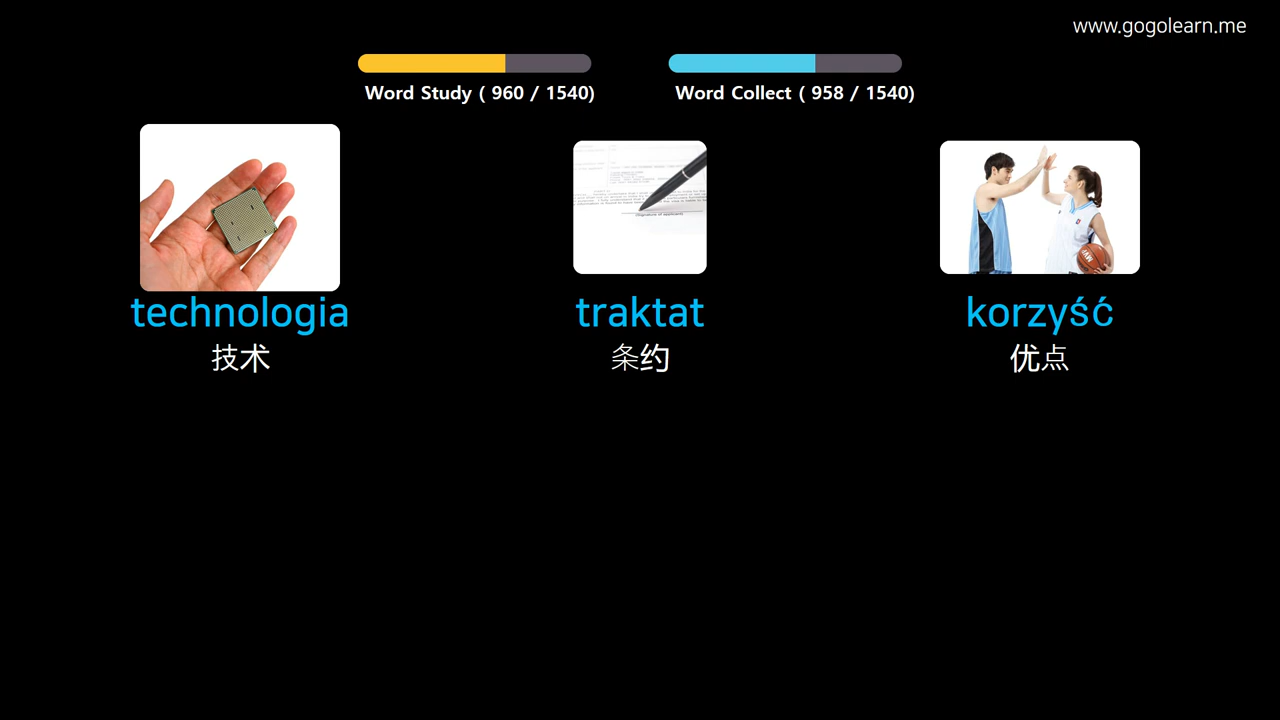 www.gogolearn.me
Word Study ( 960 / 1540)
Word Collect ( 958 / 1540)
technologia
traktat
korzyść
技术
条约
优点